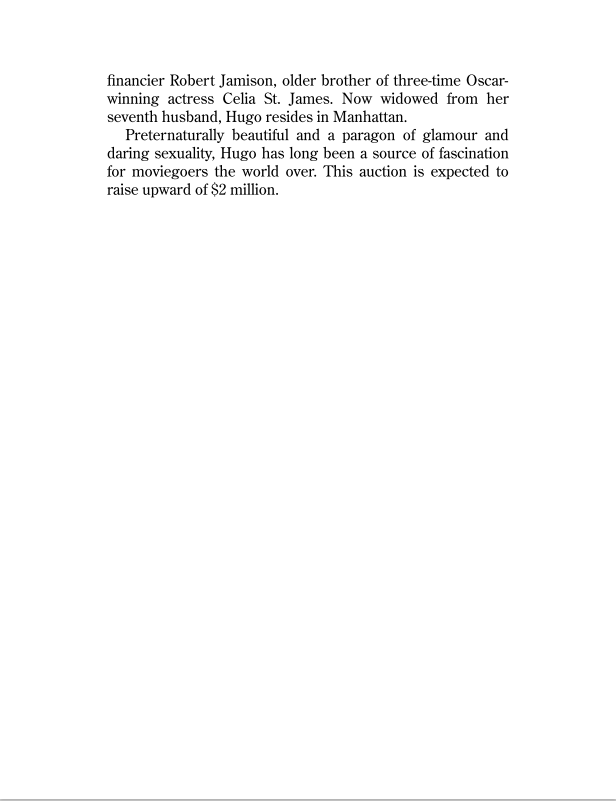 financier Robert Jamison, older brother of three-time Oscar-
winning actress Celia St. James. Now widowed from her
seventh husband, Hugo resides in Manhattan.
Preternaturally beautiful and a paragon of glamour and
daring sexuality, Hugo has long been a source of fascination
for moviegoers the world over. This auction is expected to
raise upward of $2 million.